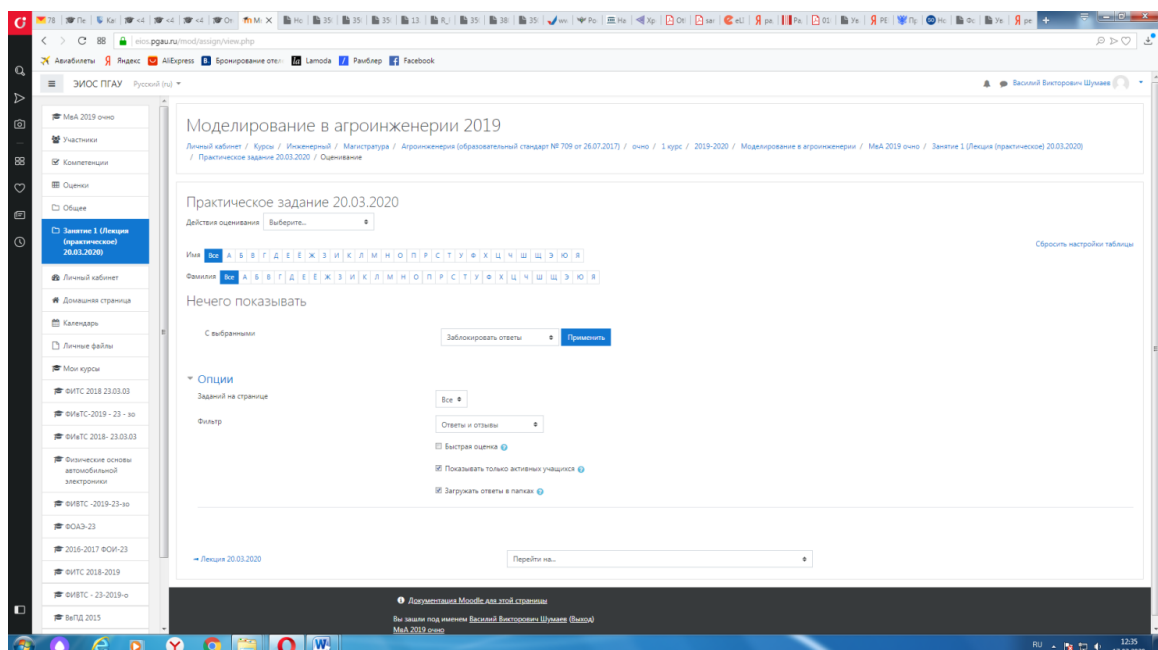 eios.pgau.ru/mod/assign/view.php
Авиабилеты Яндекс AliExpress Бронирование отел Lamoda Рамблер Facebook
ЭИОС ПГАУ Русский (ru)
Василий Викторович Шумаев
МвА 2019 очно
Участники
Компетенции
Оценки
Общее
Занятие 1 (Лекция
(практическое)
20.03.2020)
Личный кабинет
Домашняя страница
Календарь
Личные файлы
Мои курсы
ФИТС 2018 23.03.03
ФИвТС-2019 - 23 - зо
ФИвТС 2018- 23.03.03
Физические основы
автомобильной
электроники
ФИВТС -2019-23-зо
ФОАЭ-23
2016-2017 ФОИ-23
ФИТС 2018-2019
ФИВТС - 23-2019-о
ВвПД 2015
Моделирование в агроинженерии 2019
Личный кабинет / Курсы / Инженерный / Магистратура / Агроинженерия (образовательный стандарт № 709 от 26.07.2017) / очно / 1 курс / 2019-2020 / Моделирование в агроинженерии / МвА 2019 очно / Занятие 1 (Лекция (практическое) 20.03.2020)
/ Практическое задание 20.03.2020 / Оценивание
Практическое задание 20.03.2020
Действия оценивания Выберите...
Сбросить настройки таблицы
Имя Все А Б В Г Д Е Ё Ж З И К Л М Н О П Р С Т У Ф Х Ц Ч Ш Щ Э Ю Я
Фамилия Все А Б В Г Д Е Ё Ж З И К Л М Н О П Р С Т У Ф Х Ц Ч Ш Щ Э Ю Я
Нечего показывать
С выбранными Заблокировать ответы Применить
Опции
Заданий на странице Все
Фильтр Ответы и отзывы
Быстрая оценка
Показывать только активных учащихся
Загружать ответы в папках
Лекция 20.03.2020 Перейти на...
Документация Moodle для этой страницы
Вы зашли под именем Василий Викторович Шумаев (Выход)
МвА 2019 очно
RU 12:35